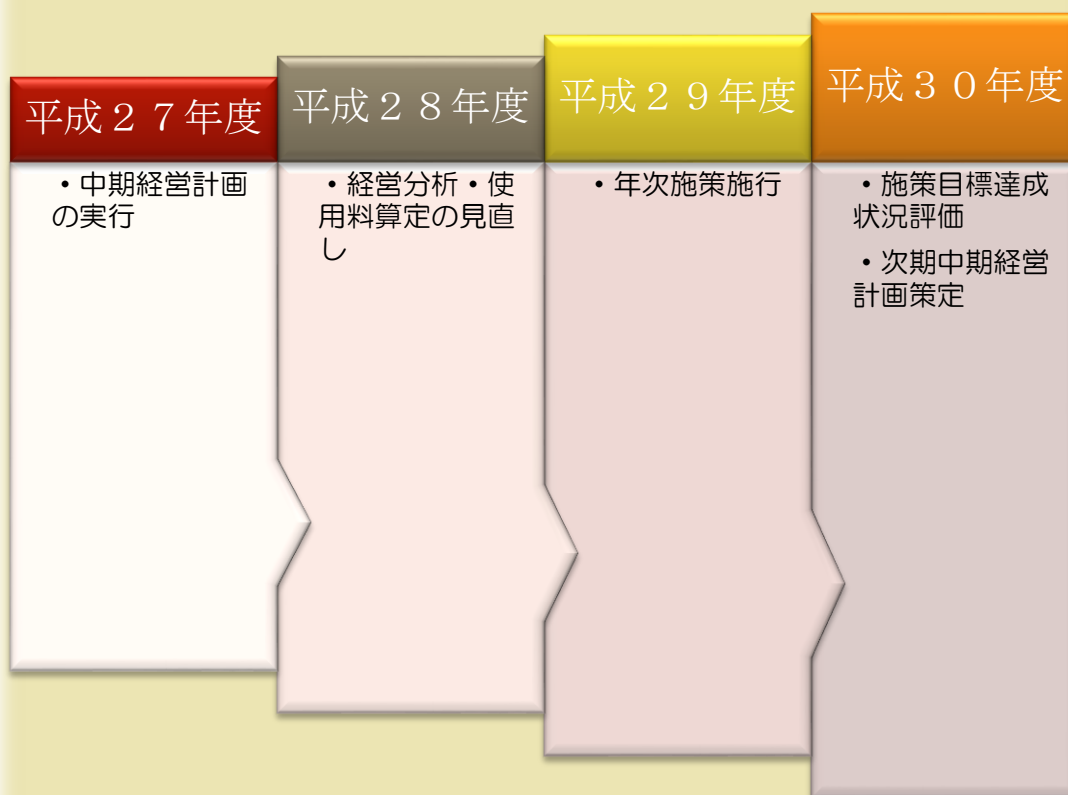 平成２７年度
・中期経営計画
の実行
平成２８年度
・経営分析・使
用料算定の見直
し
平成２９年度
・年次施策施行
平成３０年度
・施策目標達成
状況評価
・次期中期経営
計画策定